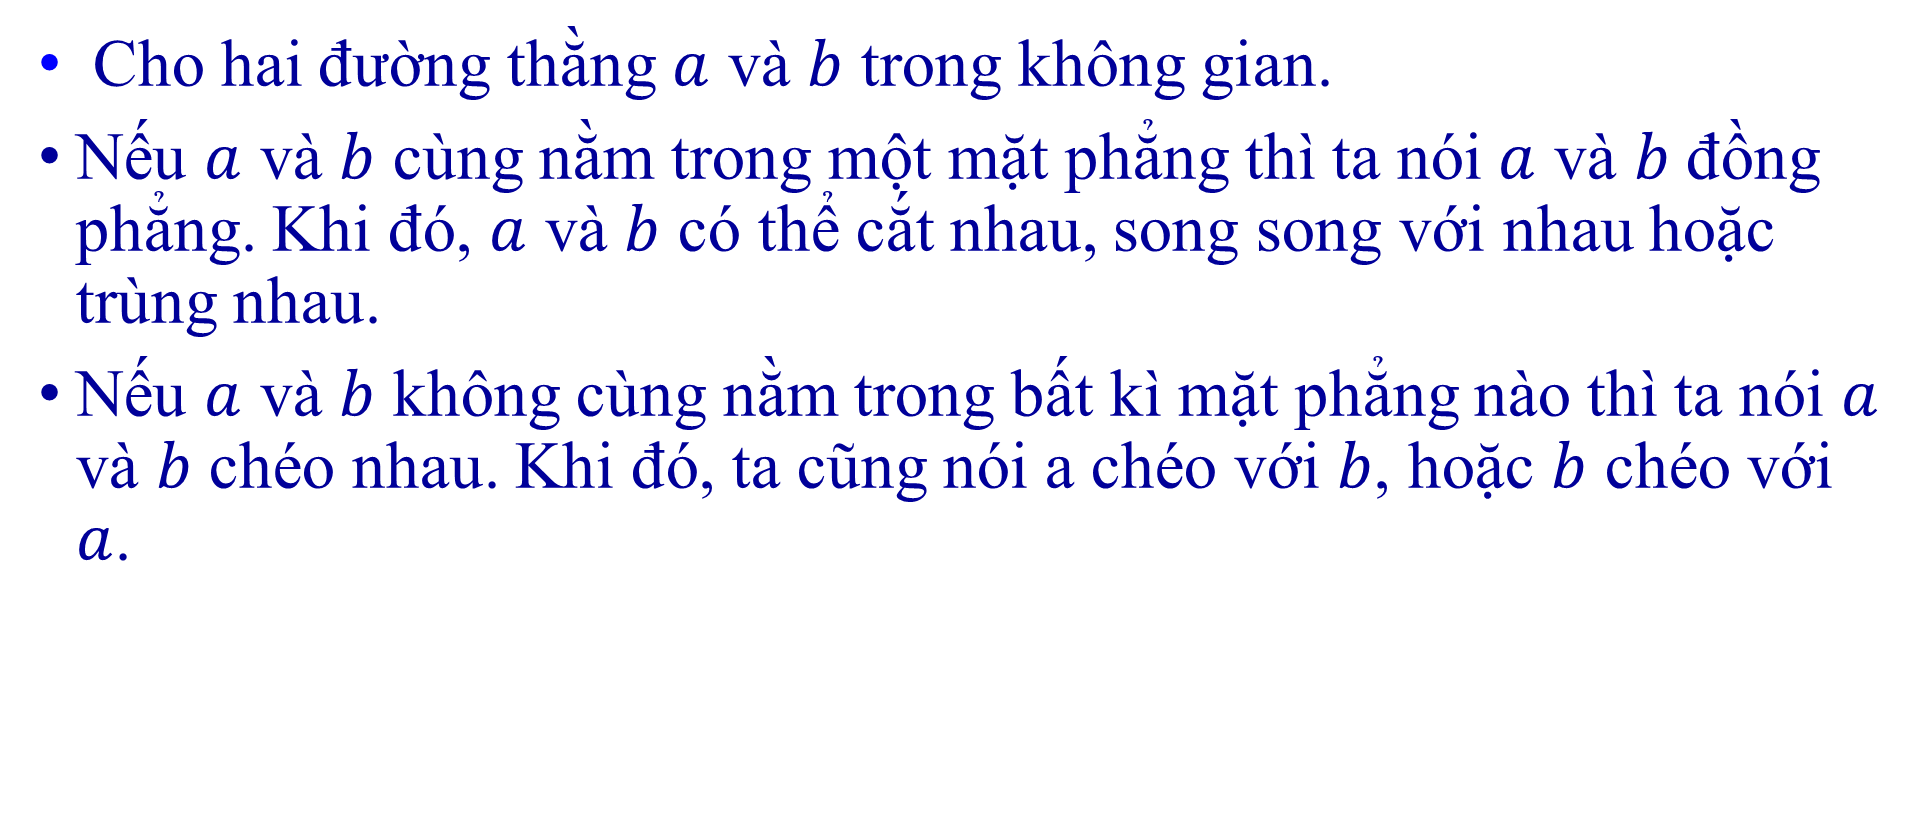 • Cho hai đường thằng a và b trong không gian.
• Nếu a và b cùng nằm trong một mặt phẳng thì ta nói a và b đồng
phẳng. Khi đó, a và b có thể cắt nhau, song song với nhau hoặc
trùng nhau.
• Nếu a và b không cùng nằm trong bất kì mặt phẳng nào thì ta nói a
và b chéo nhau. Khi đó, ta cũng nói a chéo với b, hoặc b chéo với
a.